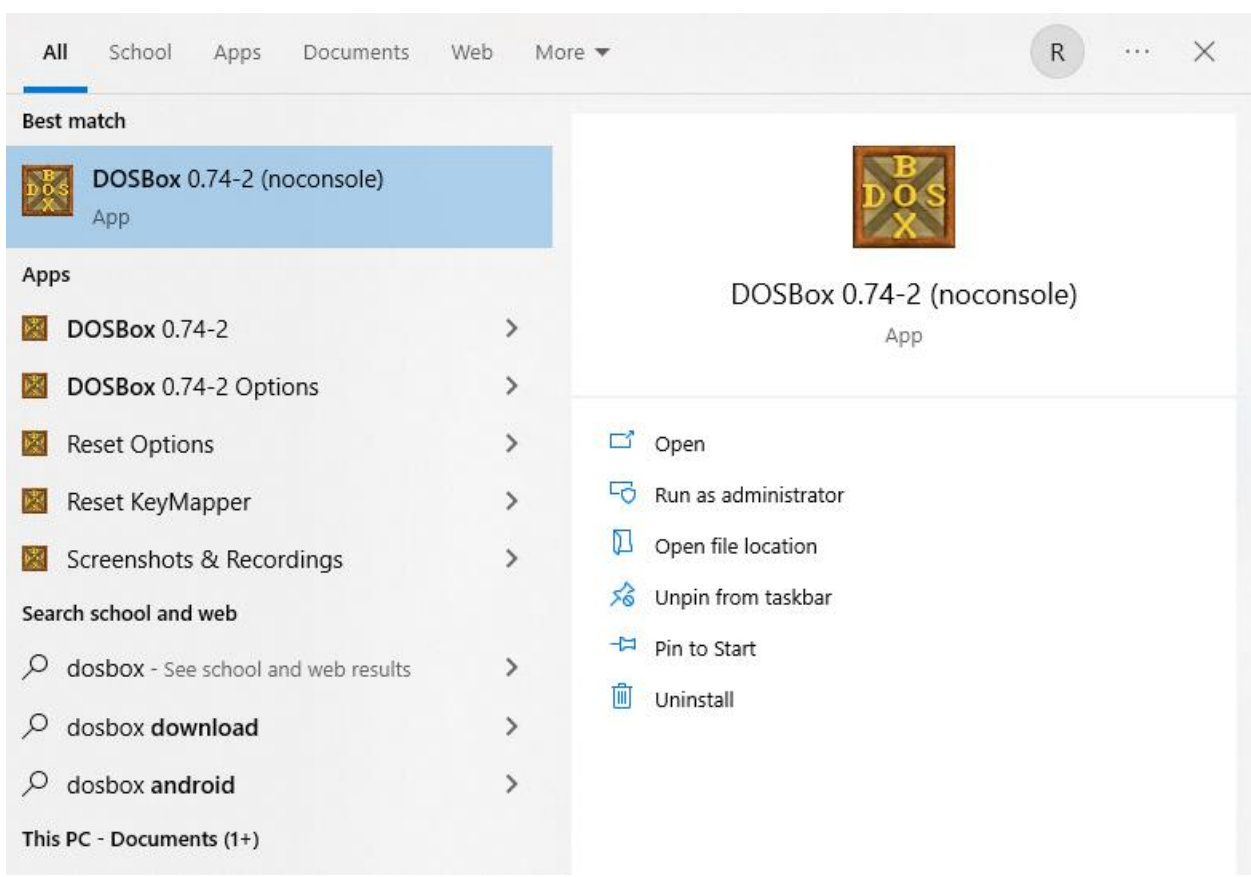 All School Apps Documents Web More R ...
Best match
DOSBox 0.74-2 (noconsole)
App
Apps
DOSBox 0.74-2
DOSBox 0.74-2 Options
Reset Options
Reset KeyMapper
Screenshots & Recordings
Search school and web
dosbox - See school and web results
dosbox download
dosbox android
This PC - Documents (1+)
BOX
DOS
DOSBox 0.74-2 (noconsole)
App
Open
Run as administrator
Open file location
Unpin from taskbar
Pin to Start
Uninstall